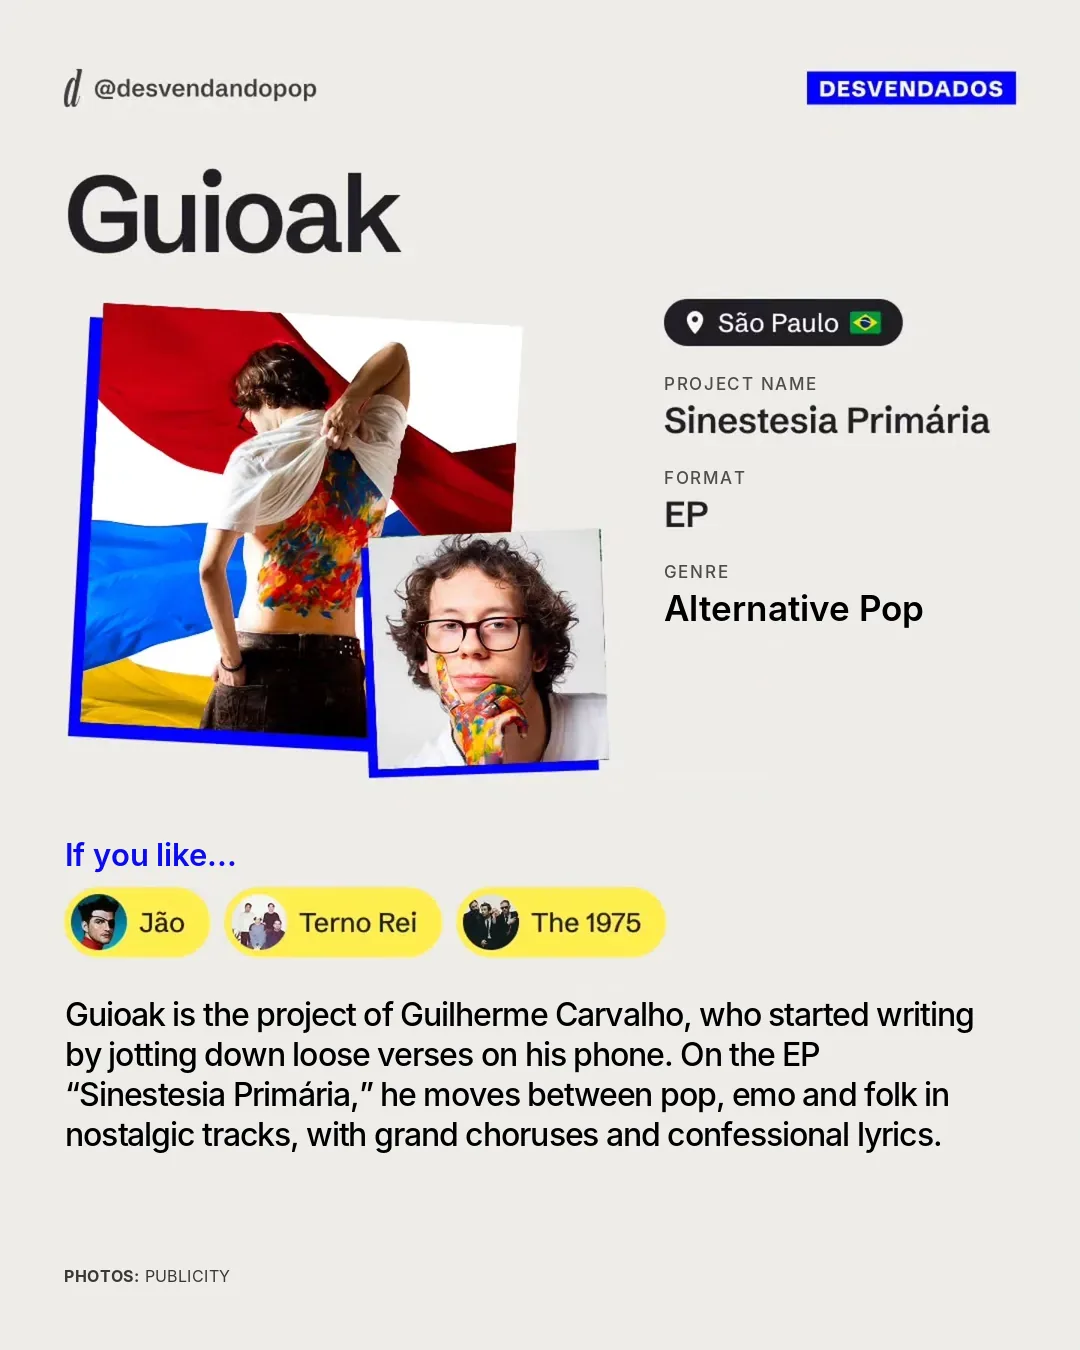 d @desvendandopop
DESVENDADOS
Guioak
São Paulo
PROJECT NAME
Sinestesia Primária
FORMAT
EP
GENRE
Alternative Pop
If you like...
Jão
Terno Rei
The 1975
Guioak is the project of Guilherme Carvalho, who started writing
by jotting down loose verses on his phone. On the EP
“Sinestesia Primária,” he moves between pop, emo and folk in
nostalgic tracks, with grand choruses and confessional lyrics.
PHOTOS: PUBLICITY